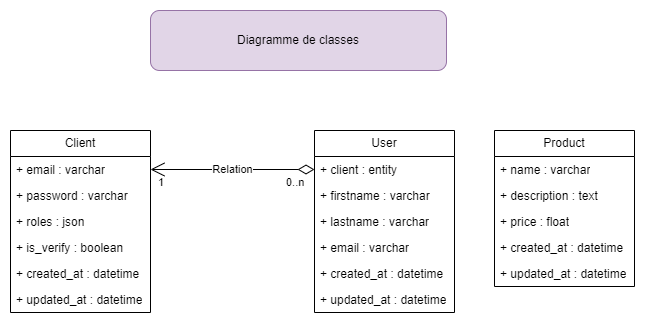 Diagramme de classes
Client
+ email : varchar
+ password : varchar
+ roles : json
+ is_verify : boolean
+ created_at : datetime
+ updated_at : datetime
Relation
1
0..n
User
+ client : entity
+ firstname : varchar
+ lastname : varchar
+ email : varchar
+ created_at : datetime
+ updated_at : datetime
Product
+ name : varchar
+ description : text
+ price : float
+ created_at : datetime
+ updated_at : datetime